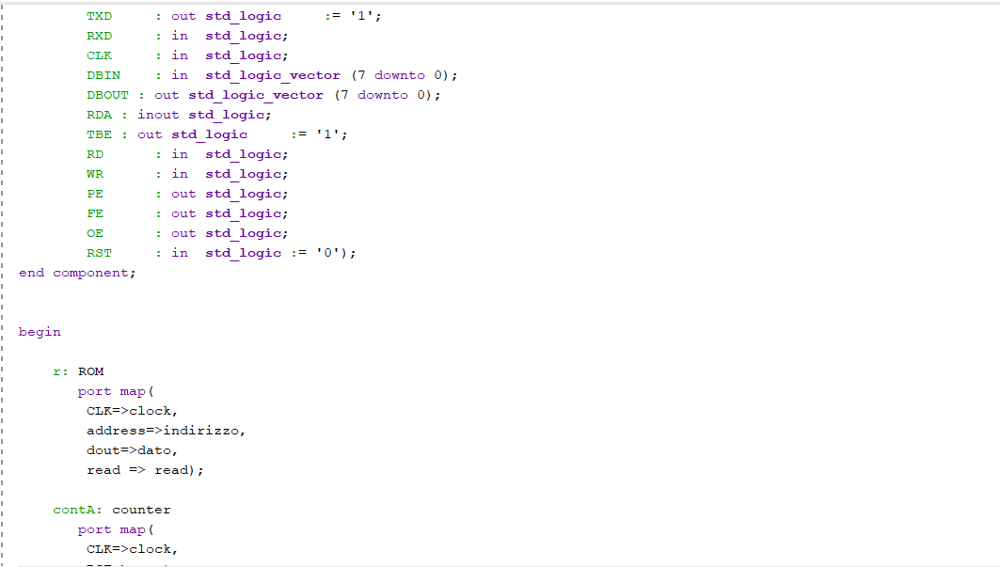 TXD : out std_logic := '1';
RXD : in std_logic;
CLK : in std_logic;
DBIN : in std_logic_vector (7 downto 0);
DBOUT : out std_logic_vector (7 downto 0);
RDA : inout std_logic;
TBE : out std_logic := '1';
RD : in std_logic;
WR : in std_logic;
PE : out std_logic;
FE : out std_logic;
OE : out std_logic;
RST : in std_logic := '0');
end component;
begin
r: ROM
port map(
CLK=>clock,
address=>indirizzo,
dout=>dato,
read => read);
contA: counter
port map(
CLK=>clock,